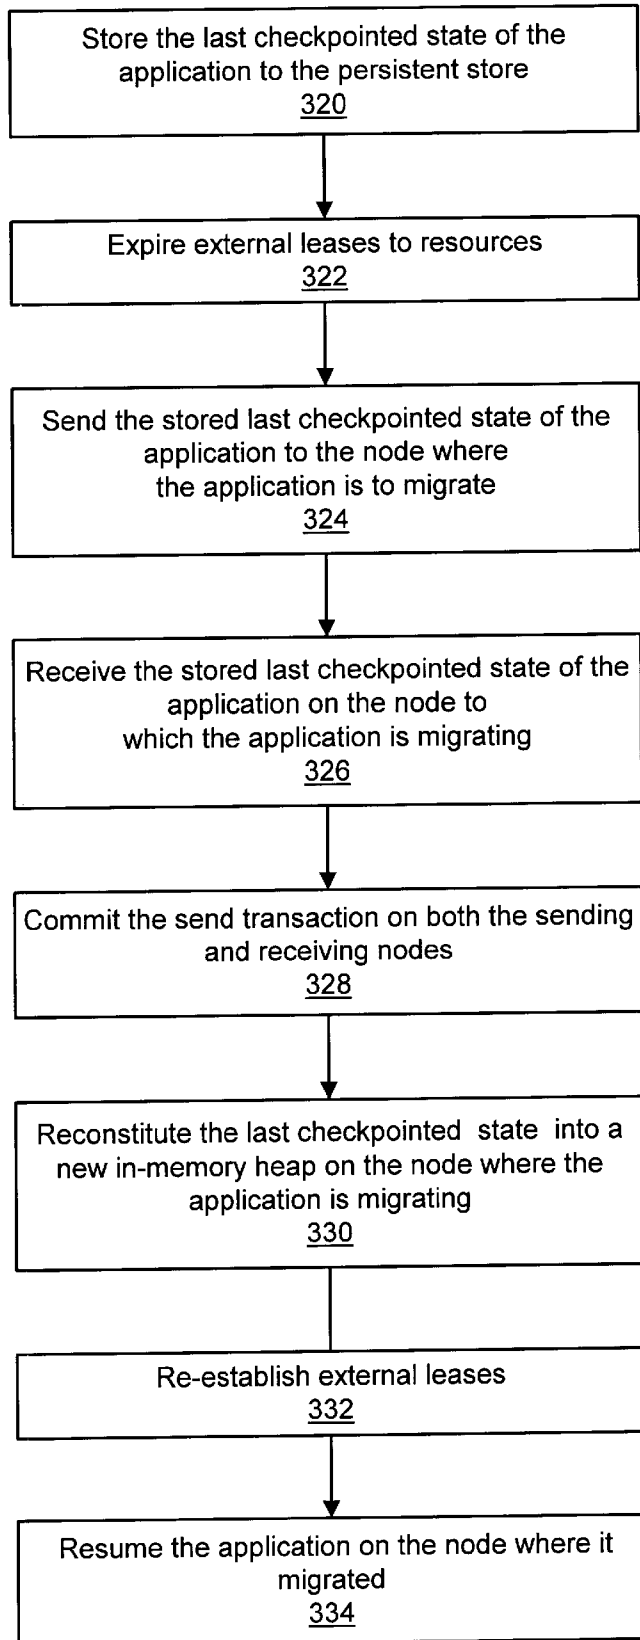 Store the last checkpointed state of the
application to the persistent store
320
Expire external leases to resources
322
Send the stored last checkpointed state of the
application to the node where
the application is to migrate
324
Receive the stored last checkpointed state of the
application on the node to
which the application is migrating
326
Commit the send transaction on both the sending
and receiving nodes
328
Reconstitute the last checkpointed state into a
new in-memory heap on the node where the
application is migrating
330
Re-establish external leases
332
Resume the application on the node where it
migrated
334